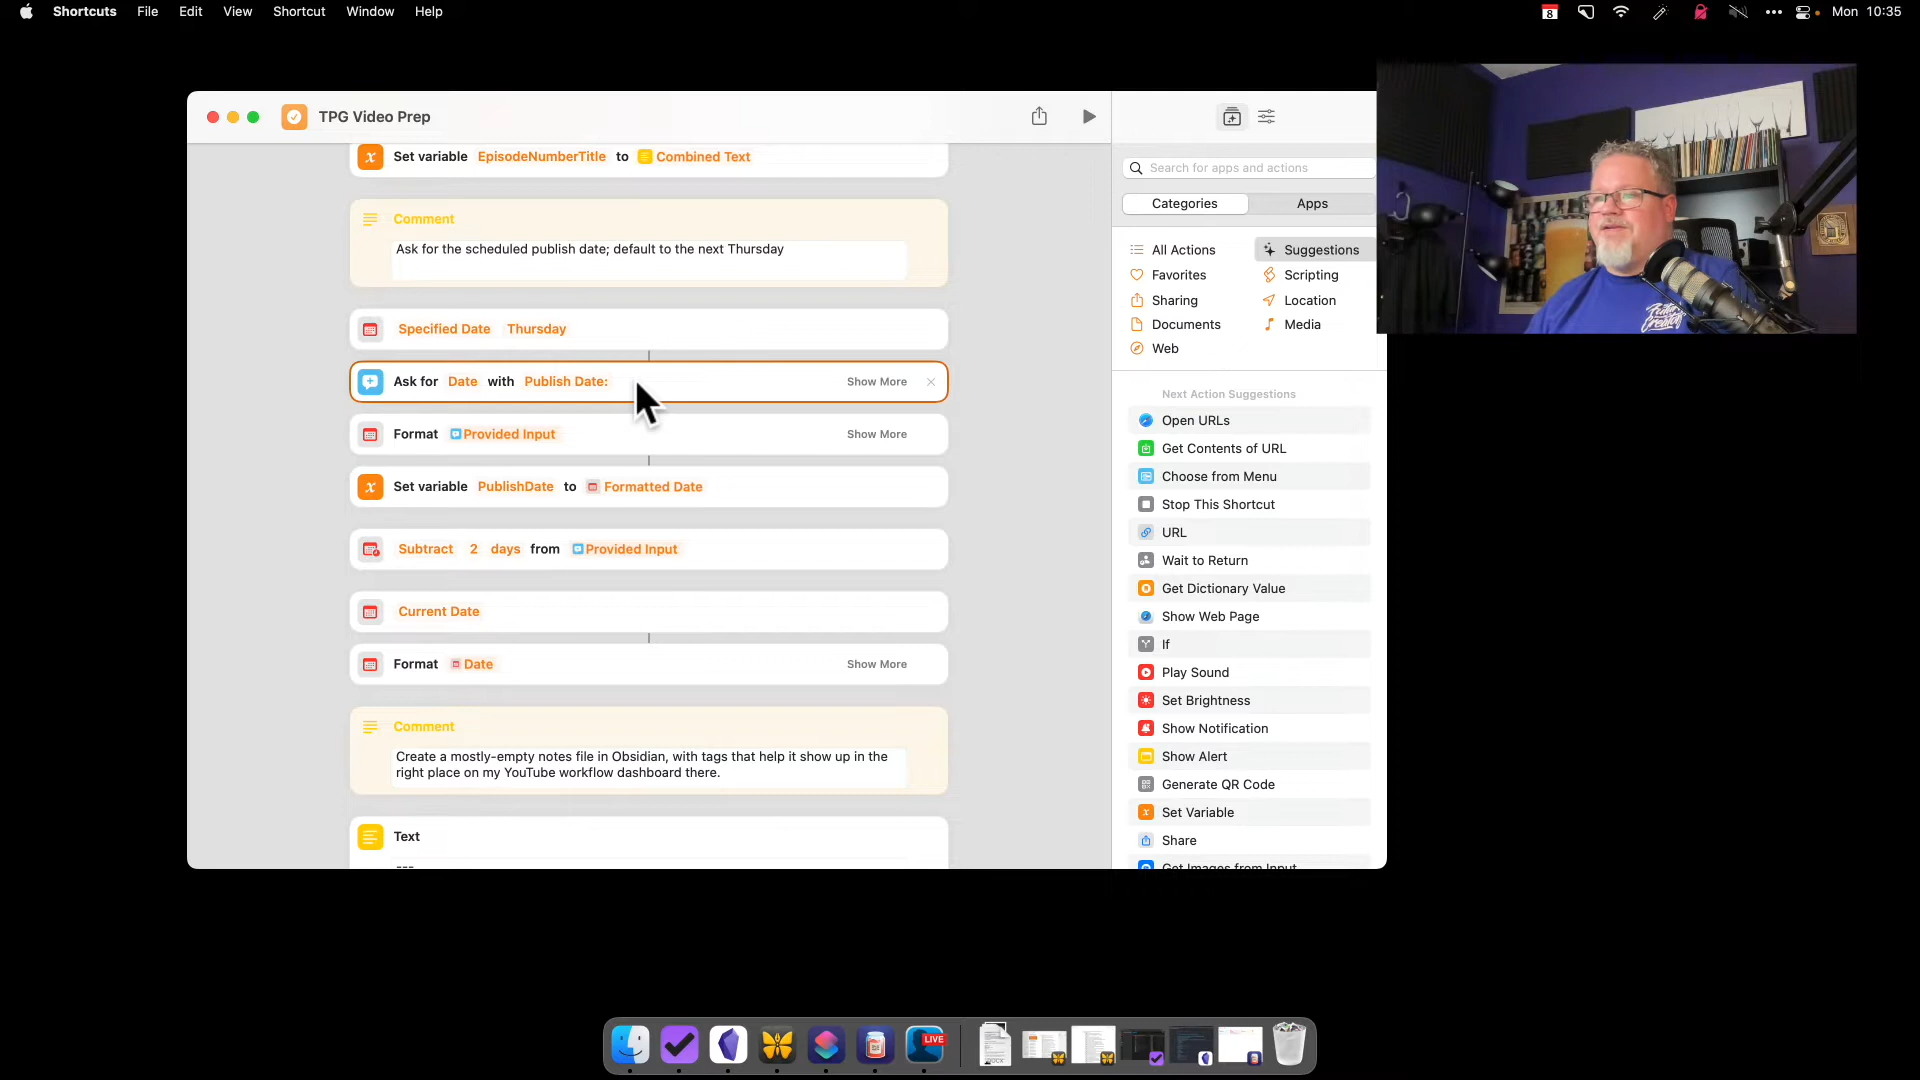 Shortcuts File Edit View Shortcut Window Help
8 Mon 10:35
TPG Video Prep
Set variable EpisodeNumberTitle to Combined Text
Comment
Ask for the scheduled publish date; default to the next Thursday
Specified Date Thursday
Ask for Date with Publish Date: Show More
Format Provided Input Show More
Set variable PublishDate to Formatted Date
Subtract 2 days from Provided Input
Current Date
Format Date Show More
Comment
Create a mostly-empty notes file in Obsidian, with tags that help it show up in the
right place on my YouTube workflow dashboard there.
Text
---
Search for apps and actions
Categories Apps
All Actions Suggestions
Favorites Scripting
Sharing Location
Documents Media
Web
Next Action Suggestions
Open URLs
Get Contents of URL
Choose from Menu
Stop This Shortcut
URL
Wait to Return
Get Dictionary Value
Show Web Page
If
Play Sound
Set Brightness
Show Notification
Show Alert
Generate QR Code
Set Variable
Share
Get Images from Input
LIVE
DOCX